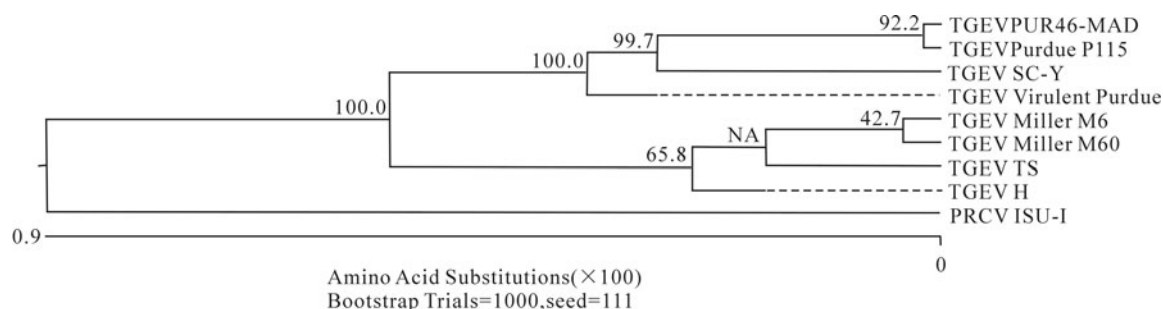 92.2
TGEVPUR46-MAD
99.7
TGEVPurdue P115
100.0
TGEV SC-Y
TGEV Virulent Purdue
100.0
42.7
TGEV Miller M6
NA
TGEV Miller M60
65.8
TGEV TS
TGEV H
PRCV ISU-I
0.9
0
Amino Acid Substitutions(×100)
Bootstrap Trials=1000,seed=111